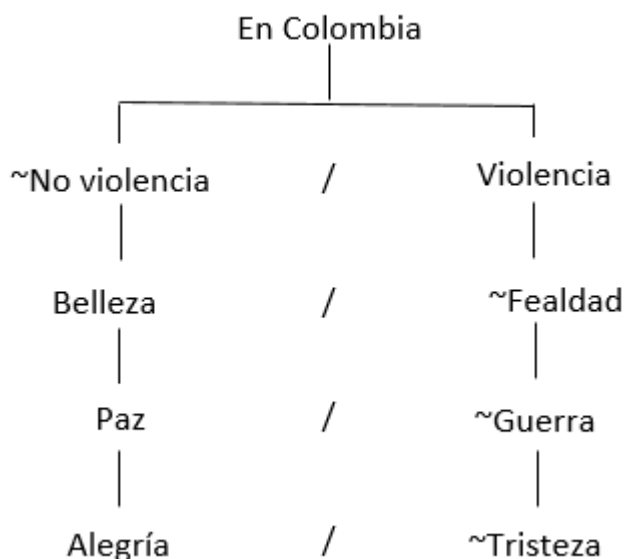 En Colombia
~No violencia / Violencia
Belleza / ~Fealdad
Paz / ~Guerra
Alegría / ~Tristeza